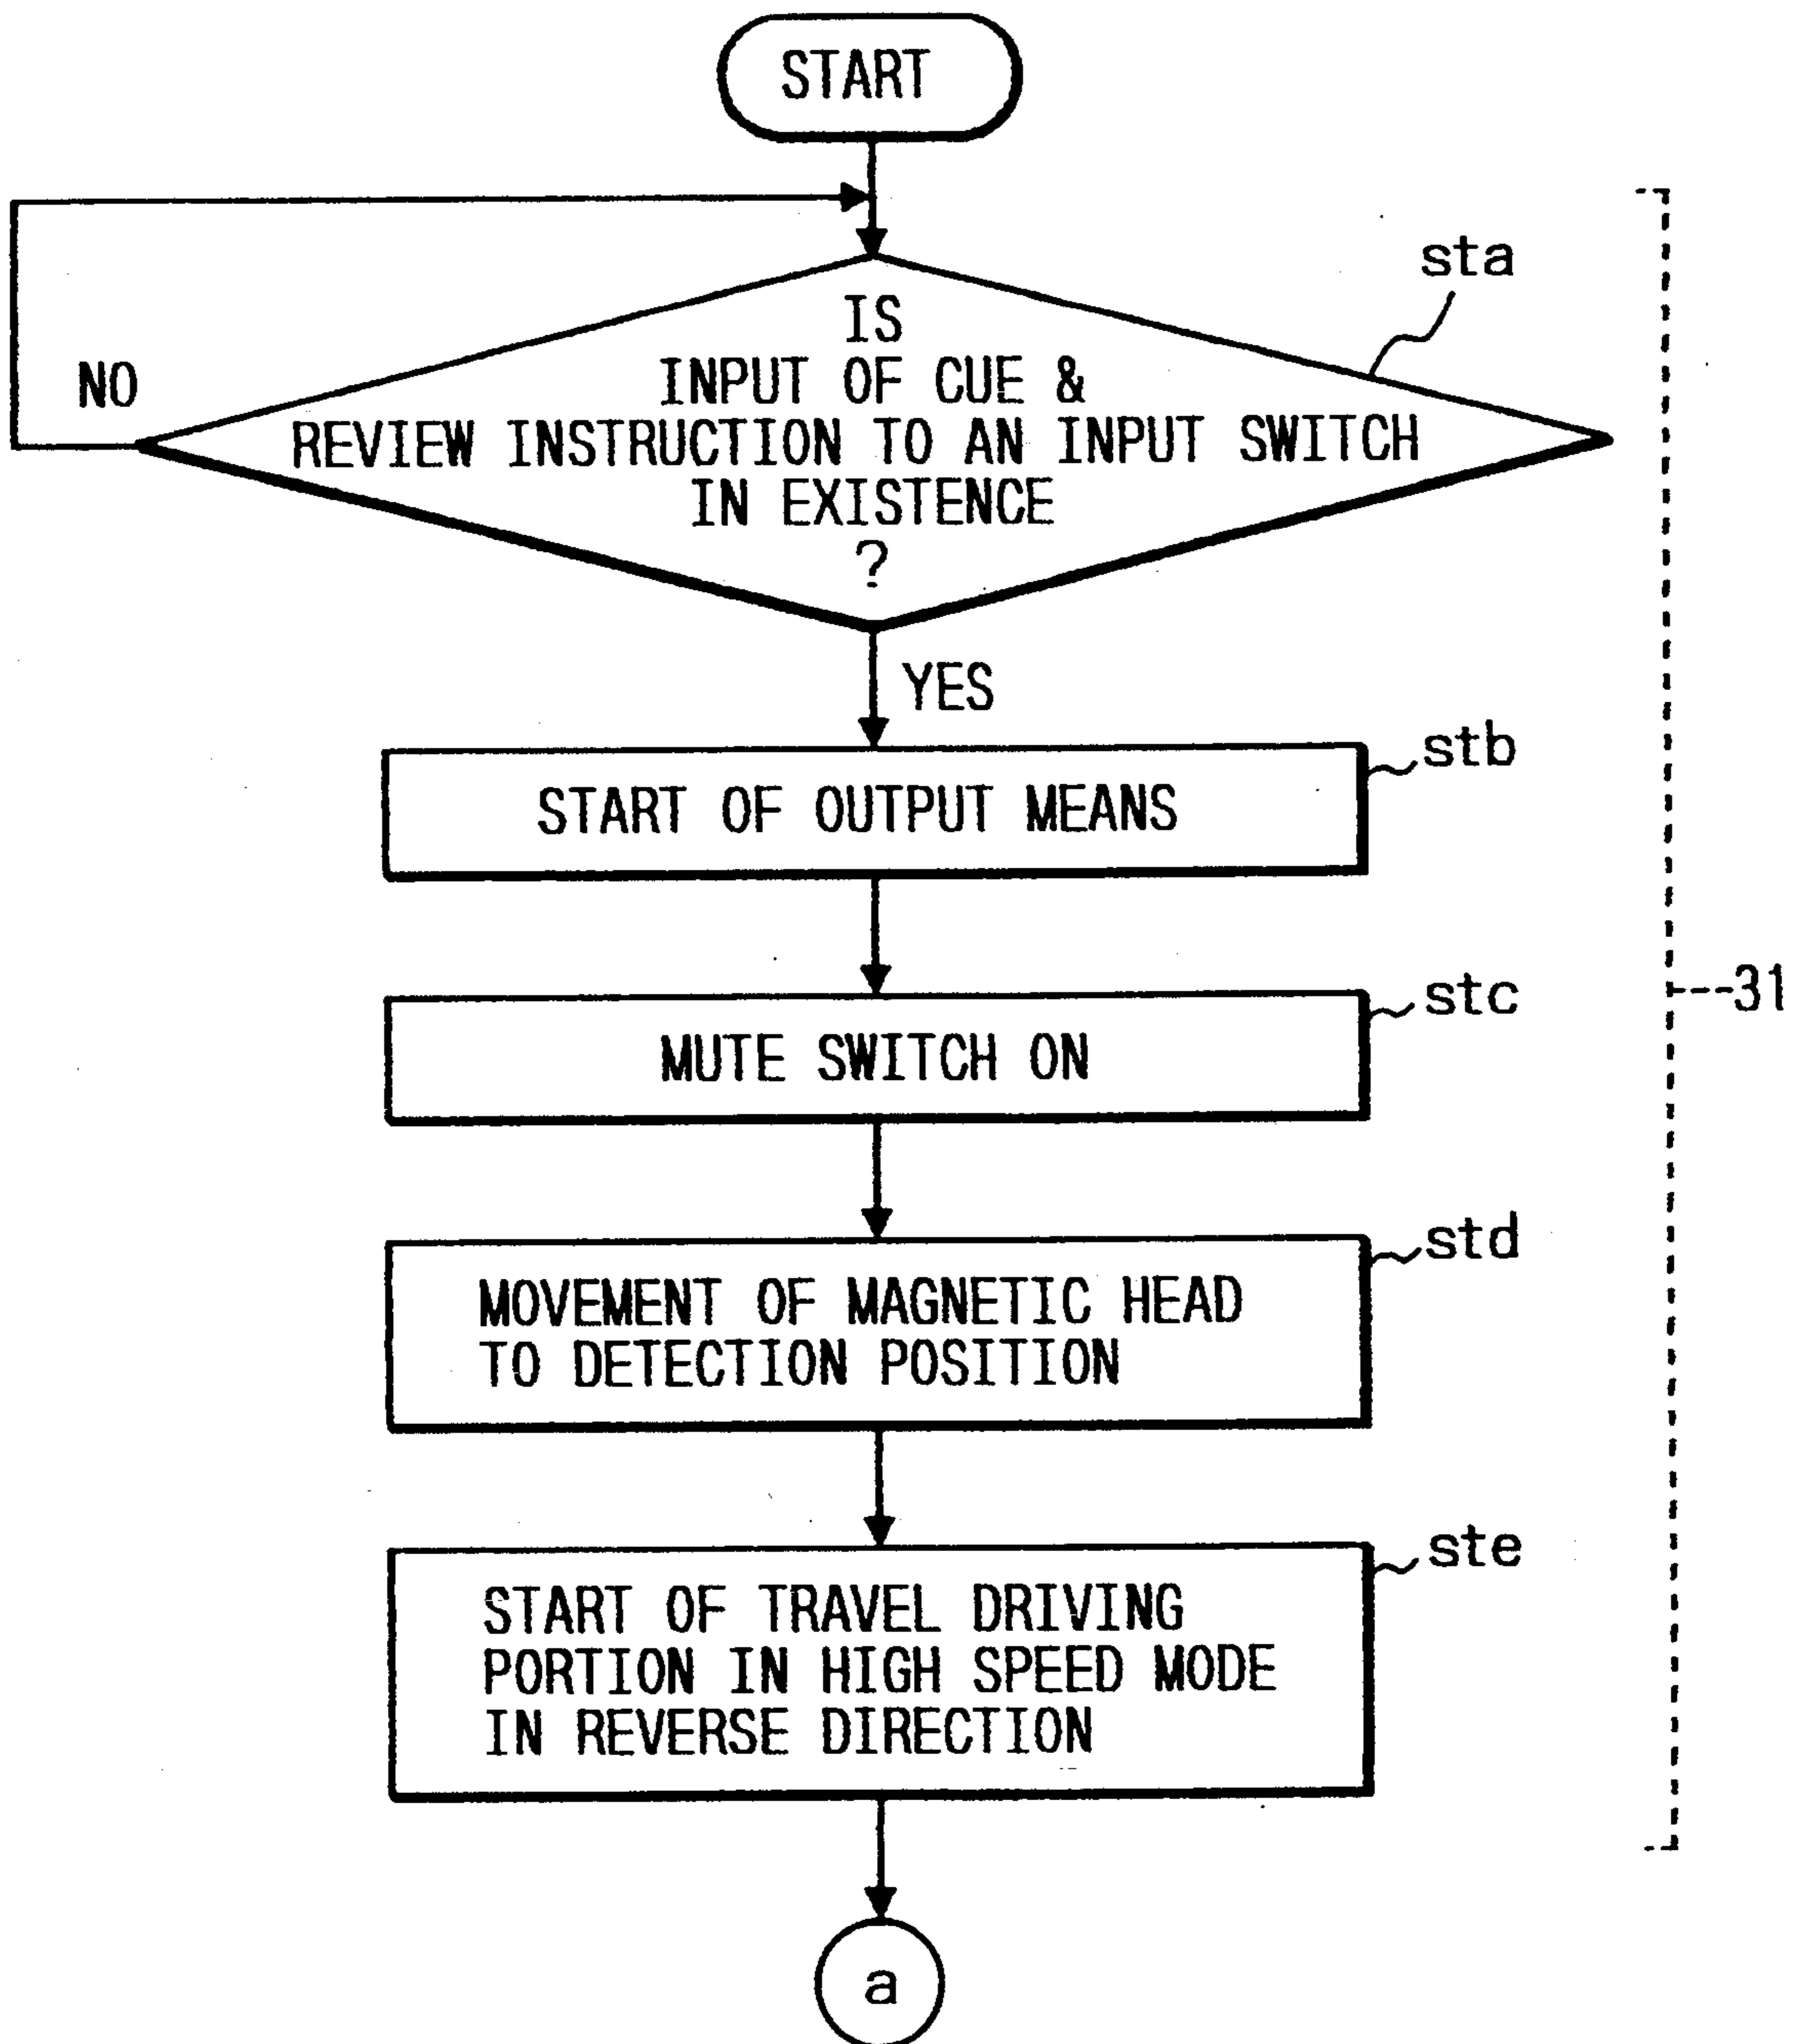 START
sta
IS
INPUT OF CUE &
NO
REVIEW INSTRUCTION TO AN INPUT SWITCH
IN EXISTENCE
?
YES
stb
START OF OUTPUT MEANS
stc
31
MUTE SWITCH ON
std
MOVEMENT OF MAGNETIC HEAD
TO DETECTION POSITION
ste
START OF TRAVEL DRIVING
PORTION IN HIGH SPEED MODE
IN REVERSE DIRECTION
a